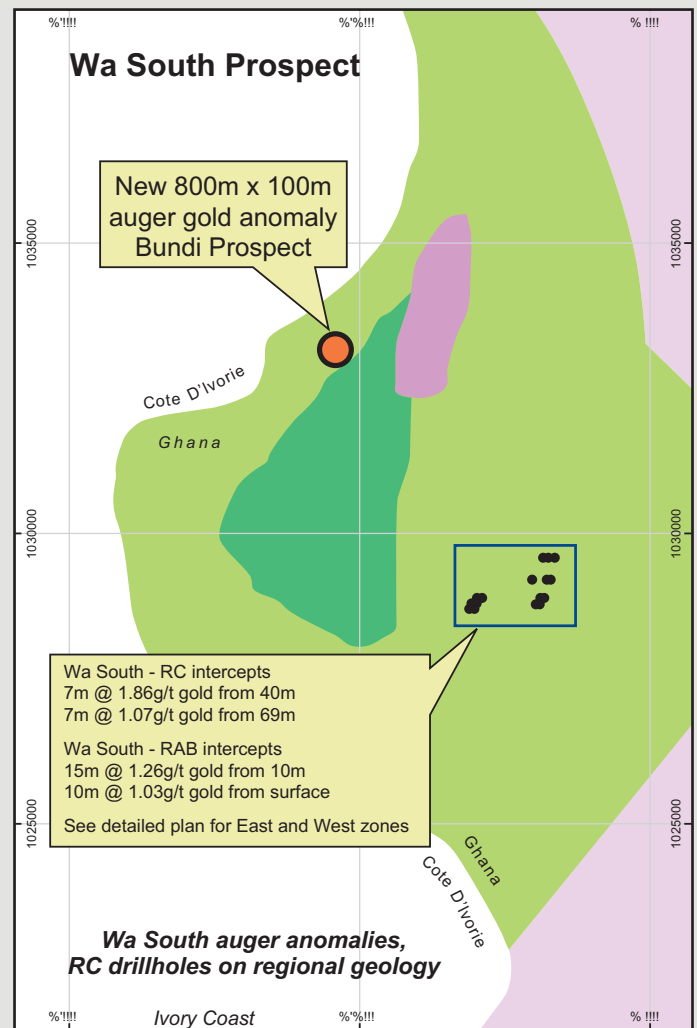 %'!!!!
%'%!!!
% !!!!
Wa South Prospect
New 800m x 100m
auger gold anomaly
Bundi Prospect
1035000
1035000
Cote D'Ivorie
Ghana
1030000
1030000
Wa South - RC intercepts
7m @ 1.86g/t gold from 40m
7m @ 1.07g/t gold from 69m
Wa South - RAB intercepts
15m @ 1.26g/t gold from 10m
10m @ 1.03g/t gold from surface
See detailed plan for East and West zones
1025000
1025000
Ghana
Cote D'Ivorie
Wa South auger anomalies,
RC drillholes on regional geology
Ivory Coast
%'!!!!
%'%!!!
% !!!!